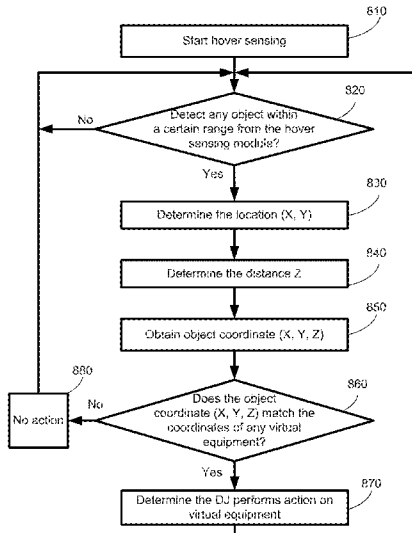 810
Start hover sensing
820
Detect any object within
a certain range from the hover
sensing module?
No
Yes
830
Determine the location (X, Y)
840
Determine the distance Z
850
Obtain object coordinate (X, Y, Z)
860
880
Does the object
coordinate (X, Y, Z) match the
coordinates of any virtual
equipment?
No
No action
Yes
870
Determine the DJ performs action on
virtual equipment